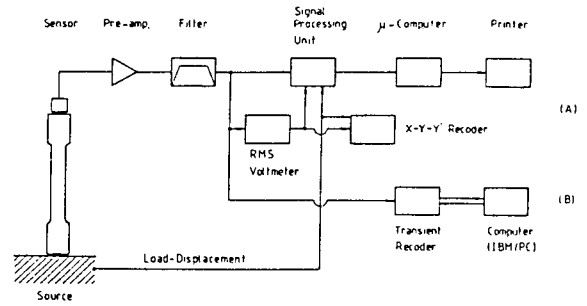 Sensor
Pre-amp.
Filter
Signal
Processing
Unit
μ-Computer
Printer
(A)
X-Y-Y' Recoder
RMS
Voltmeter
(B)
Transient
Recoder
Computer
(IBM/PC)
Load-Displacement
Source